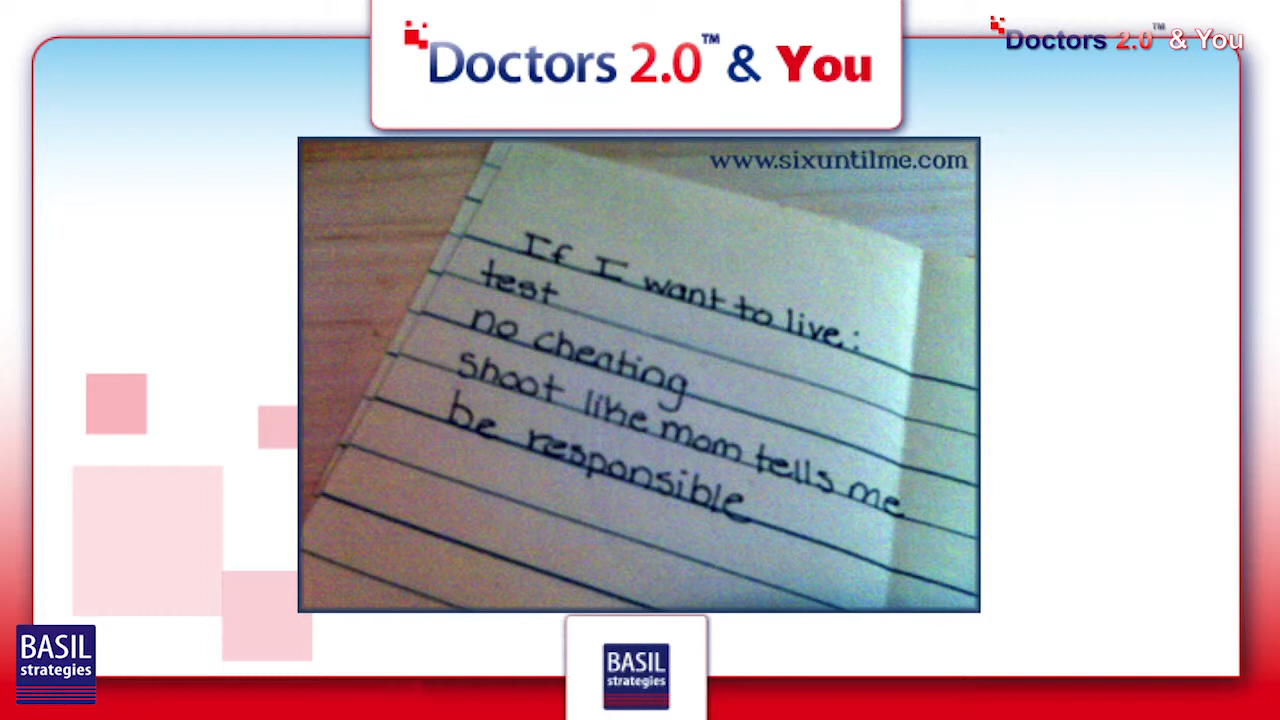 Doctors 2.0™ & You
Doctors 2.0™ & You
www.sixuntilme.com
If I want to live:
test
no cheating
shoot like mom tells me
be responsible
BASIL
strategies
BASIL
strategies